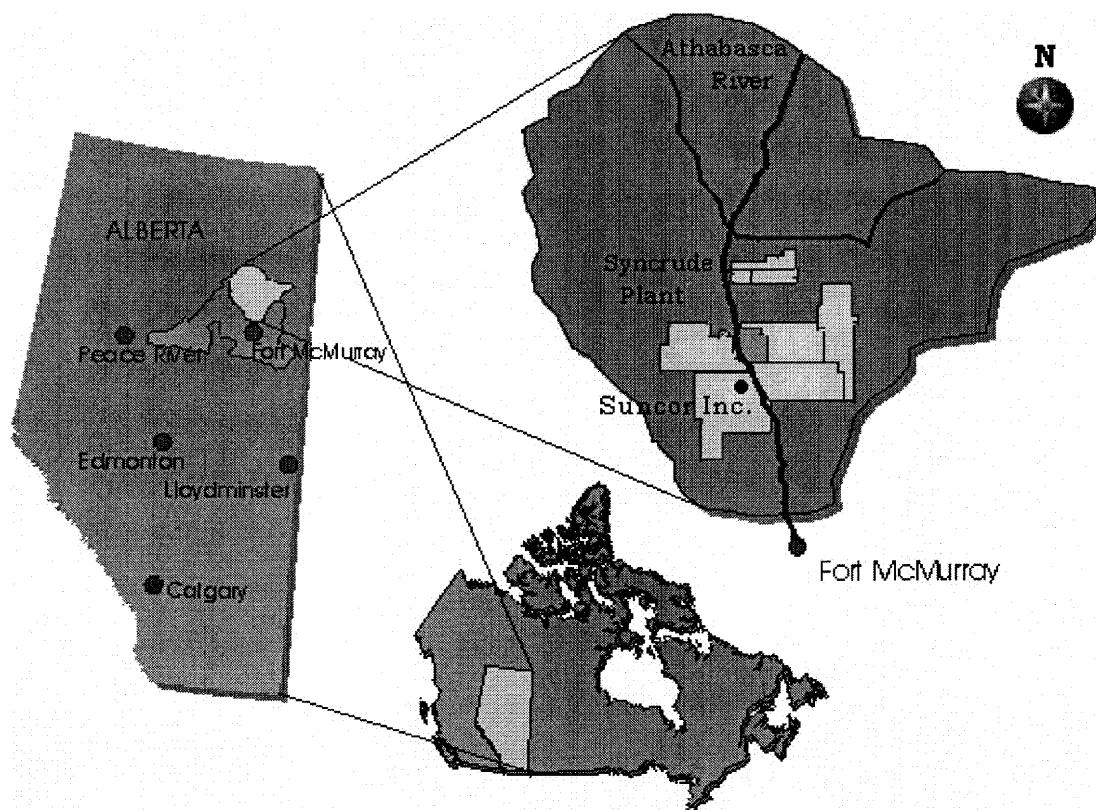 Athabasca
River
N
ALBERTA
Syncrude
Plant
Peace River
Fort McMurray
Suncor Inc.
Edmonton
Lloydminster
Fort McMurray
Calgary